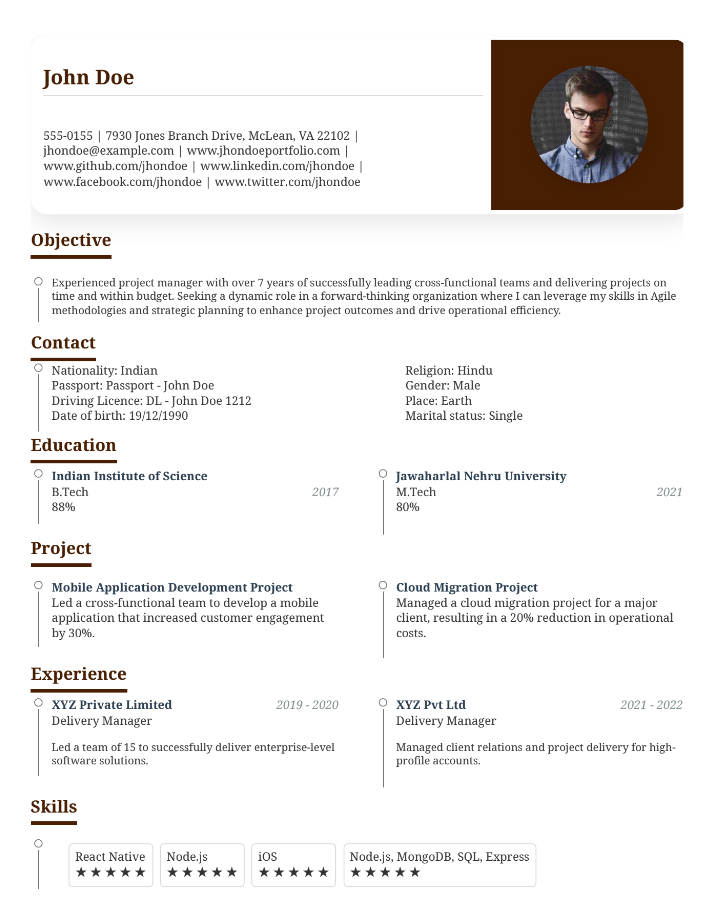 John Doe
555-0155 | 7930 Jones Branch Drive, McLean, VA 22102 |
jhondoe@example.com | www.jhondoeportfolio.com |
www.github.com/jhondoe | www.linkedin.com/jhondoe |
www.facebook.com/jhondoe | www.twitter.com/jhondoe
Objective
Experienced project manager with over 7 years of successfully leading cross-functional teams and delivering projects on
time and within budget. Seeking a dynamic role in a forward-thinking organization where I can leverage my skills in Agile
methodologies and strategic planning to enhance project outcomes and drive operational efficiency.
Contact
Nationality: Indian
Passport: Passport - John Doe
Driving Licence: DL - John Doe 1212
Date of birth: 19/12/1990
Religion: Hindu
Gender: Male
Place: Earth
Marital status: Single
Education
Indian Institute of Science
B.Tech 2017
88%
Jawaharlal Nehru University
M.Tech 2021
80%
Project
Mobile Application Development Project
Led a cross-functional team to develop a mobile
application that increased customer engagement
by 30%.
Cloud Migration Project
Managed a cloud migration project for a major
client, resulting in a 20% reduction in operational
costs.
Experience
XYZ Private Limited 2019 - 2020
Delivery Manager
Led a team of 15 to successfully deliver enterprise-level
software solutions.
XYZ Pvt Ltd 2021 - 2022
Delivery Manager
Managed client relations and project delivery for high-
profile accounts.
Skills
React Native
★★★★★
Node.js
★★★★★
iOS
★★★★★
Node.js, MongoDB, SQL, Express
★★★★★